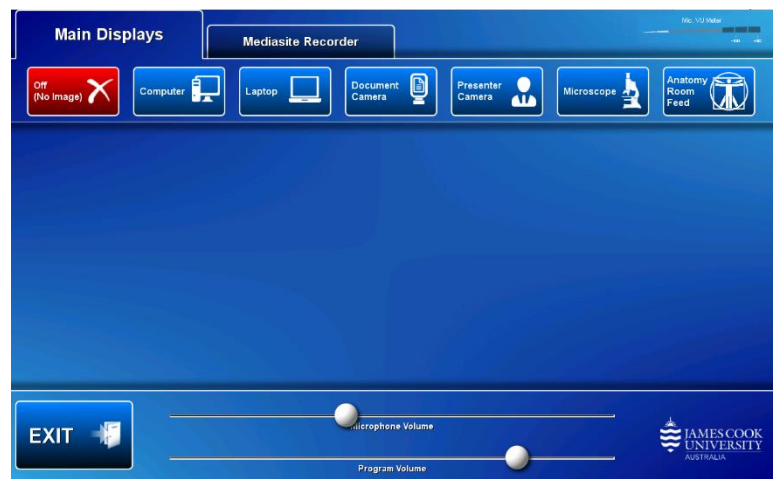 Main Displays
Mediasite Recorder
Mic. VU Meter
Off
(No Image)
Computer
Laptop
Document
Camera
Presenter
Camera
Microscope
Anatomy
Room
Feed
EXIT
Microphone Volume
Program Volume
JAMES COOK
UNIVERSITY
AUSTRALIA